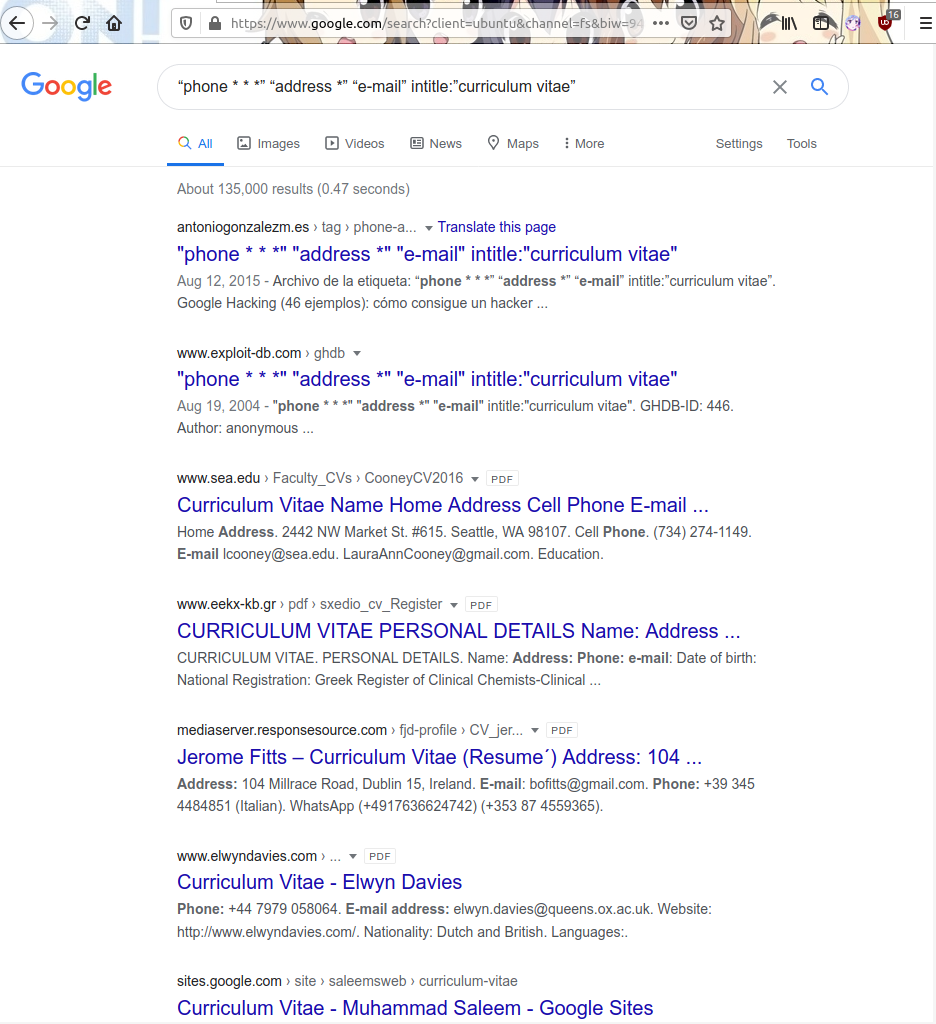 https://www.google.com/search?client=ubuntu&channel=fs&biw=94
16
Google
“phone * * *” “address *” “e-mail” intitle:”curriculum vitae”
All Images Videos News Maps More Settings Tools
About 135,000 results (0.47 seconds)
antoniogonzalezm.es › tag › phone-a... Translate this page
"phone * * *" "address *" "e-mail" intitle:"curriculum vitae"
Aug 12, 2015 - Archivo de la etiqueta: “phone * * *” “address *” “e-mail” intitle:”curriculum vitae”.
Google Hacking (46 ejemplos): cómo consigue un hacker ...
www.exploit-db.com › ghdb
"phone * * *" "address *" "e-mail" intitle:"curriculum vitae"
Aug 19, 2004 - "phone * * *" "address *" "e-mail" intitle:"curriculum vitae". GHDB-ID: 446.
Author: anonymous ...
www.sea.edu › Faculty_CVs › CooneyCV2016 PDF
Curriculum Vitae Name Home Address Cell Phone E-mail ...
Home Address. 2442 NW Market St. #615. Seattle, WA 98107. Cell Phone. (734) 274-1149.
E-mail lcooney@sea.edu. LauraAnnCooney@gmail.com. Education.
www.eekx-kb.gr › pdf › sxedio_cv_Register PDF
CURRICULUM VITAE PERSONAL DETAILS Name: Address ...
CURRICULUM VITAE. PERSONAL DETAILS. Name: Address: Phone: e-mail: Date of birth:
National Registration: Greek Register of Clinical Chemists-Clinical ...
mediaserver.responsesource.com › fjd-profile › CV_jer... PDF
Jerome Fitts – Curriculum Vitae (Resume´) Address: 104 ...
Address: 104 Millrace Road, Dublin 15, Ireland. E-mail: bofitts@gmail.com. Phone: +39 345
4484851 (Italian). WhatsApp (+4917636624742) (+353 87 4559365).
www.elwyndavies.com › ... PDF
Curriculum Vitae - Elwyn Davies
Phone: +44 7979 058064. E-mail address: elwyn.davies@queens.ox.ac.uk. Website:
http://www.elwyndavies.com/. Nationality: Dutch and British. Languages:.
sites.google.com › site › saleemsweb › curriculum-vitae
Curriculum Vitae - Muhammad Saleem - Google Sites